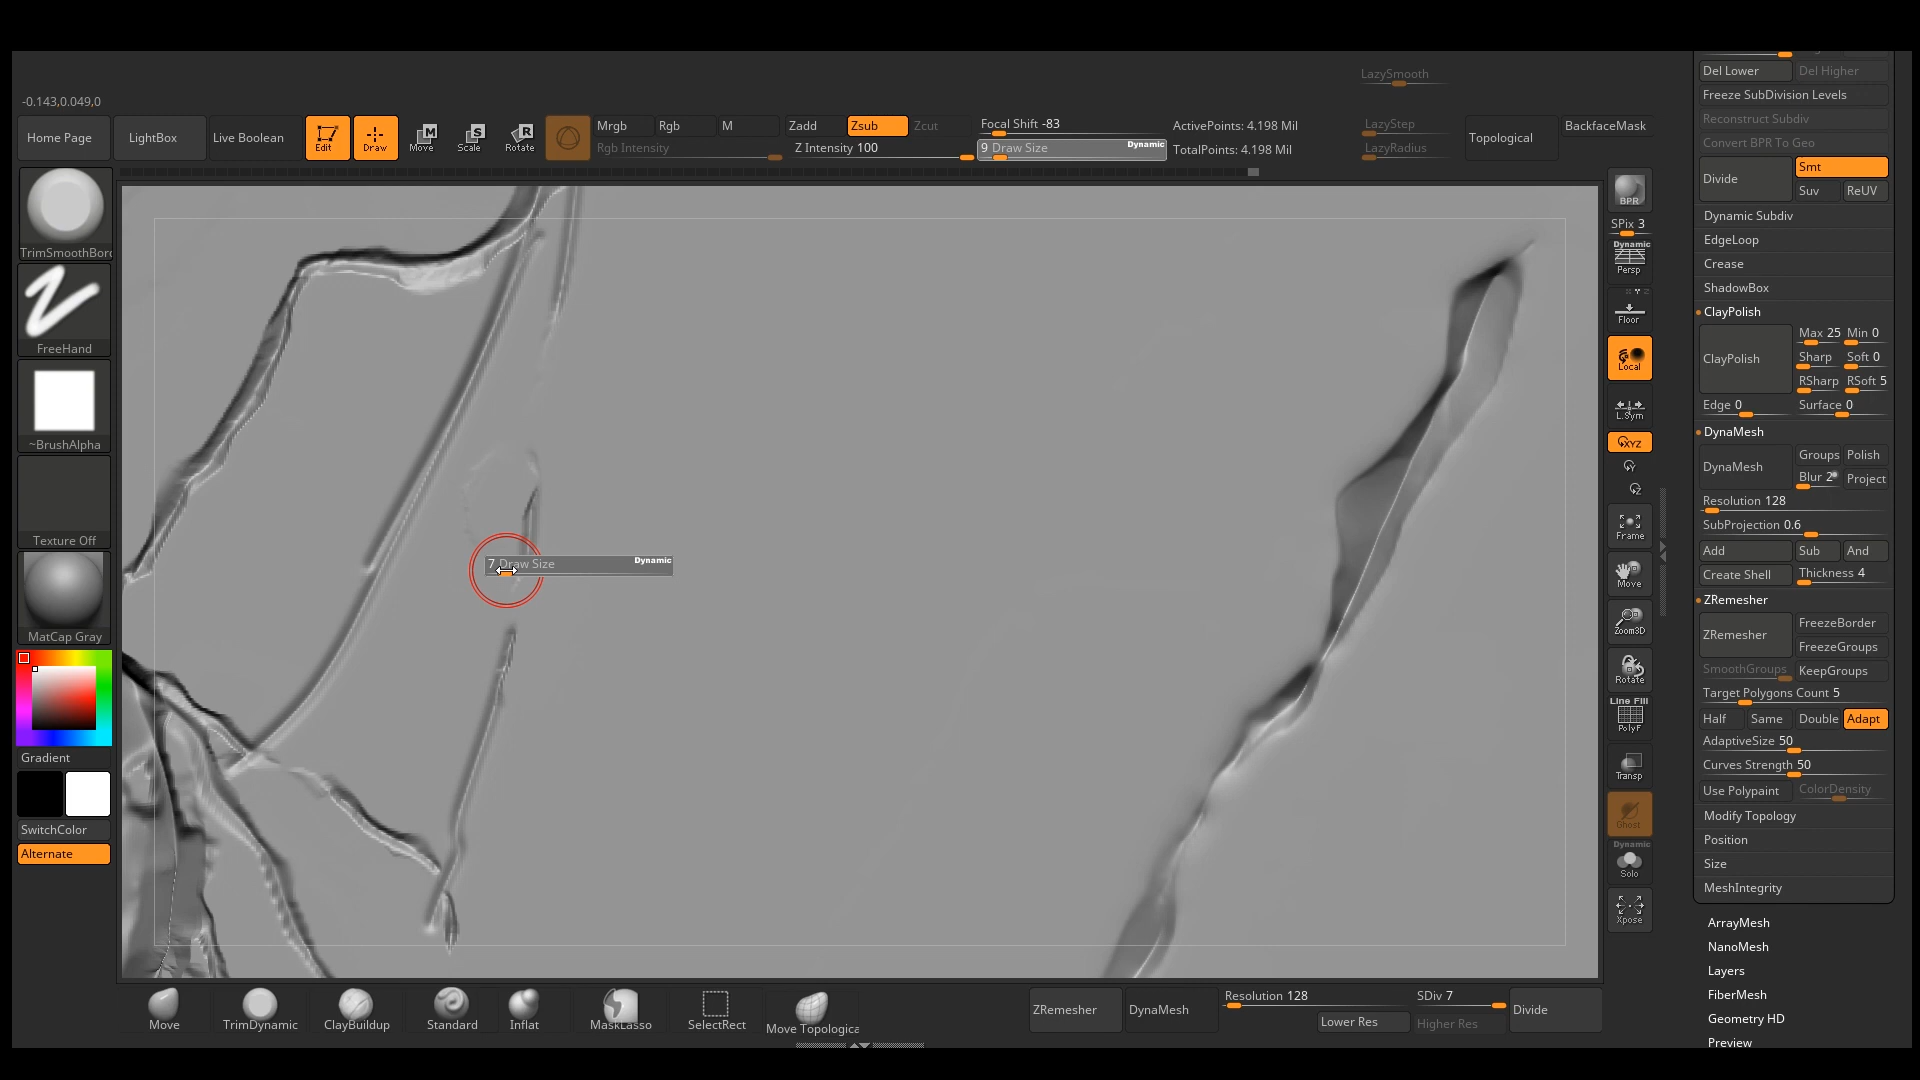 LazySmooth
Del Lower
Del Higher
Freeze SubDivision Levels
-0.143,0.049,0
Home Page
LightBox
Live Boolean
Edit
Draw
M
Move
S
Scale
R
Rotate
Mrgb
Rgb
M
Rgb Intensity
Zadd
Zsub
Zcut
Z Intensity 100
Focal Shift -83
9 Draw Size
Dynamic
ActivePoints: 4.198 Mil
TotalPoints: 4.198 Mil
LazyStep
LazyRadius
Topological
BackfaceMask
Reconstruct Subdiv
Convert BPR To Geo
Divide
Smt
Suv
ReUV
TrimSmoothBord
FreeHand
~BrushAlpha
Texture Off
MatCap Gray
Gradient
SwitchColor
Alternate
7 Draw Size
Dynamic
BPR
SPix 3
Dynamic
Persp
Floor
Local
L.Sym
XYZ
Y
Z
Frame
Move
Zoom3D
Rotate
Line Fill
PolyF
Transp
Ghost
Dynamic
Solo
Xpose
Dynamic Subdiv
EdgeLoop
Crease
ShadowBox
ClayPolish
ClayPolish
Max 25
Min 0
Sharp
Soft 0
RSharp
RSoft 5
Edge 0
Surface 0
DynaMesh
DynaMesh
Groups
Polish
Blur 2
Project
Resolution 128
SubProjection 0.6
Add
Sub
And
Create Shell
Thickness 4
ZRemesher
ZRemesher
FreezeBorder
FreezeGroups
SmoothGroups
KeepGroups
Target Polygons Count 5
Half
Same
Double
Adapt
AdaptiveSize 50
Curves Strength 50
Use Polypaint
ColorDensity
Modify Topology
Position
Size
MeshIntegrity
ArrayMesh
NanoMesh
Layers
FiberMesh
Geometry HD
Preview
Move
TrimDynamic
ClayBuildup
Standard
Inflat
MaskLasso
SelectRect
Move Topologica
ZRemesher
DynaMesh
Resolution 128
Lower Res
SDiv 7
Higher Res
Divide